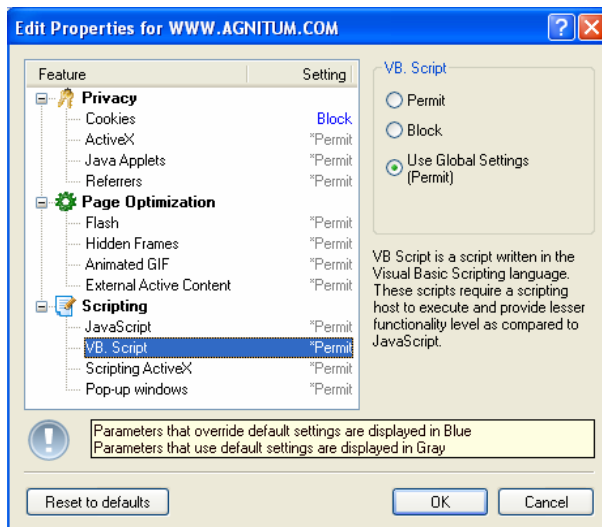 Edit Properties for WWW.AGNITUM.COM
?
Feature Setting
Privacy
Cookies Block
ActiveX *Permit
Java Applets *Permit
Referrers *Permit
Page Optimization
Flash *Permit
Hidden Frames *Permit
Animated GIF *Permit
External Active Content *Permit
Scripting
JavaScript *Permit
VB. Script *Permit
Scripting ActiveX *Permit
Pop-up windows *Permit
VB. Script
Permit
Block
Use Global Settings
(Permit)
VB Script is a script written in the
Visual Basic Scripting language.
These scripts require a scripting
host to execute and provide lesser
functionality level as compared to
JavaScript.
Parameters that override default settings are displayed in Blue
Parameters that use default settings are displayed in Gray
Reset to defaults OK Cancel